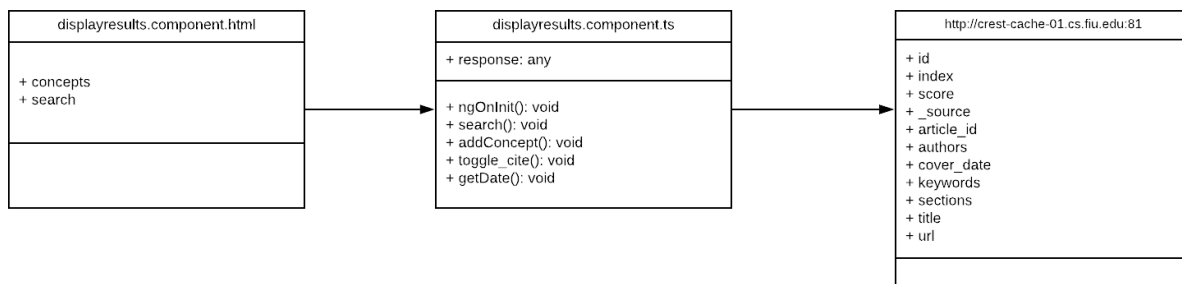 displayresults.component.html
+ concepts
+ search
displayresults.component.ts
+ response: any
+ ngOnInit(): void
+ search(): void
+ addConcept(): void
+ toggle_cite(): void
+ getDate(): void
http://crest-cache-01.cs.fiu.edu:81
+ id
+ index
+ score
+ _source
+ article_id
+ authors
+ cover_date
+ keywords
+ sections
+ title
+ url